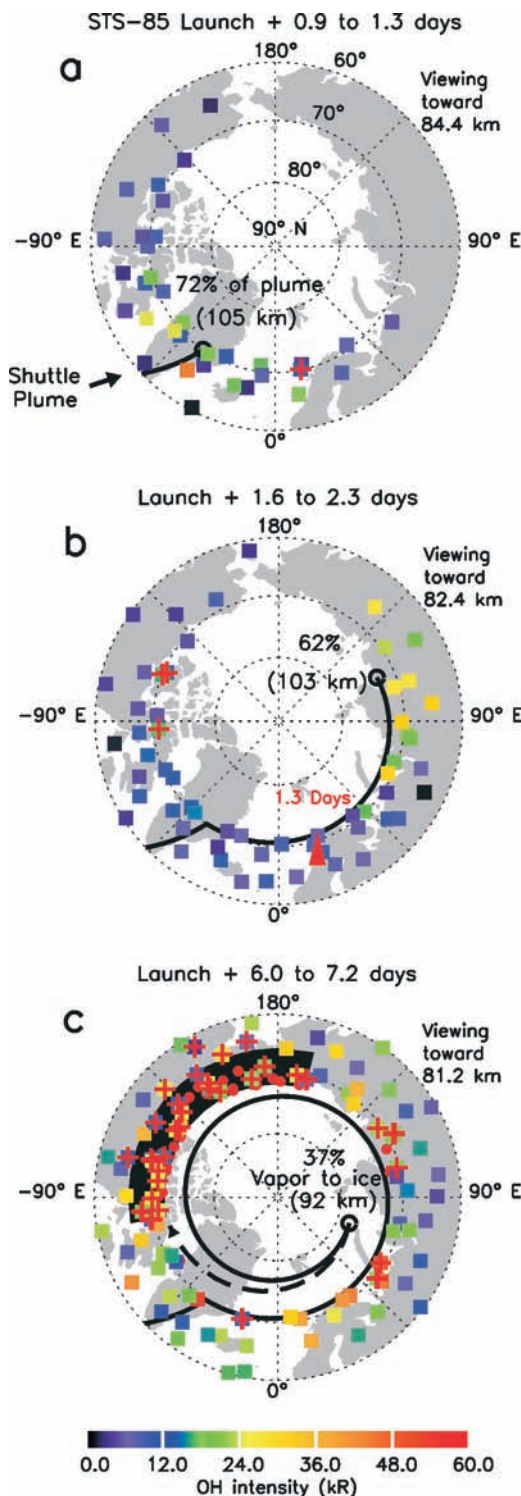 STS-85 Launch + 0.9 to 1.3 days
a
180°
60°
70°
80°
Viewing
toward
84.4 km
-90° E
90° N
90° E
72% of plume
(105 km)
Shuttle
Plume
0°
Launch + 1.6 to 2.3 days
b
180°
Viewing
toward
82.4 km
62%
(103 km)
-90° E
90° E
1.3 Days
0°
Launch + 6.0 to 7.2 days
c
180°
Viewing
toward
81.2 km
37%
Vapor to ice
(92 km)
-90° E
90° E
0°
0.0 12.0 24.0 36.0 48.0 60.0
OH intensity (kR)